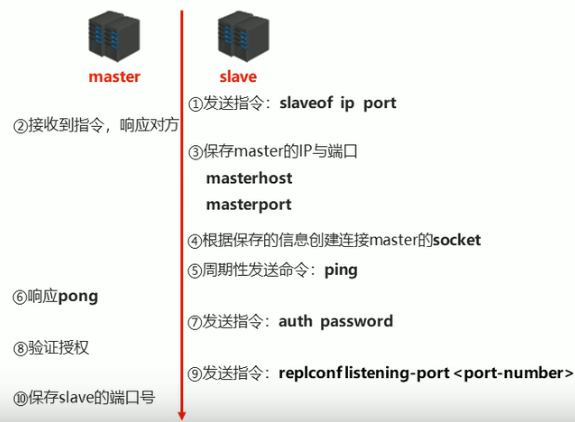 master slave
①发送指令：slaveof ip port
②接收到指令，响应对方
③保存master的IP与端口
masterhost
masterport
④根据保存的信息创建连接master的socket
⑤周期性发送命令：ping
⑥响应pong
⑦发送指令：auth password
⑧验证授权
⑨发送指令：replconf listening-port <port-number>
⑩保存slave的端口号